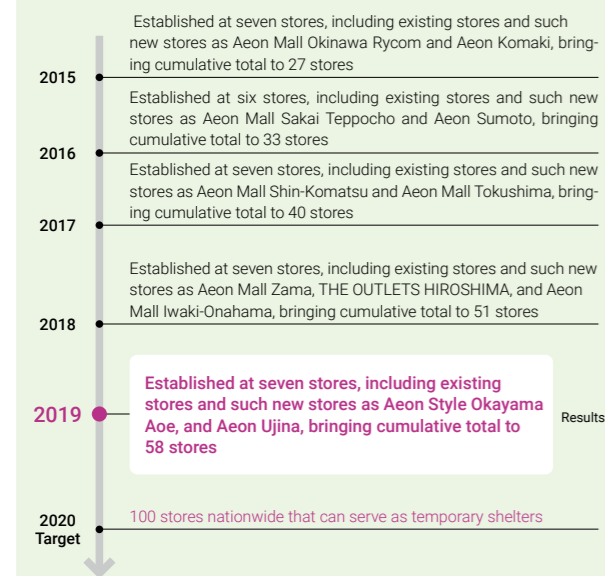 Established at seven stores, including existing stores and such
new stores as Aeon Mall Okinawa Rycom and Aeon Komaki, bring-
ing cumulative total to 27 stores
2015
Established at six stores, including existing stores and such new
stores as Aeon Mall Sakai Teppocho and Aeon Sumoto, bringing
cumulative total to 33 stores
2016
Established at seven stores, including existing stores and such new
stores as Aeon Mall Shin-Komatsu and Aeon Mall Tokushima, bring-
ing cumulative total to 40 stores
2017
Established at seven stores, including existing stores and such new
stores as Aeon Mall Zama, THE OUTLETS HIROSHIMA, and Aeon
Mall Iwaki-Onahama, bringing cumulative total to 51 stores
2018
Established at seven stores, including existing
stores and such new stores as Aeon Style Okayama
Aoe, and Aeon Ujina, bringing cumulative total to
58 stores
2019
Results
2020
Target
100 stores nationwide that can serve as temporary shelters